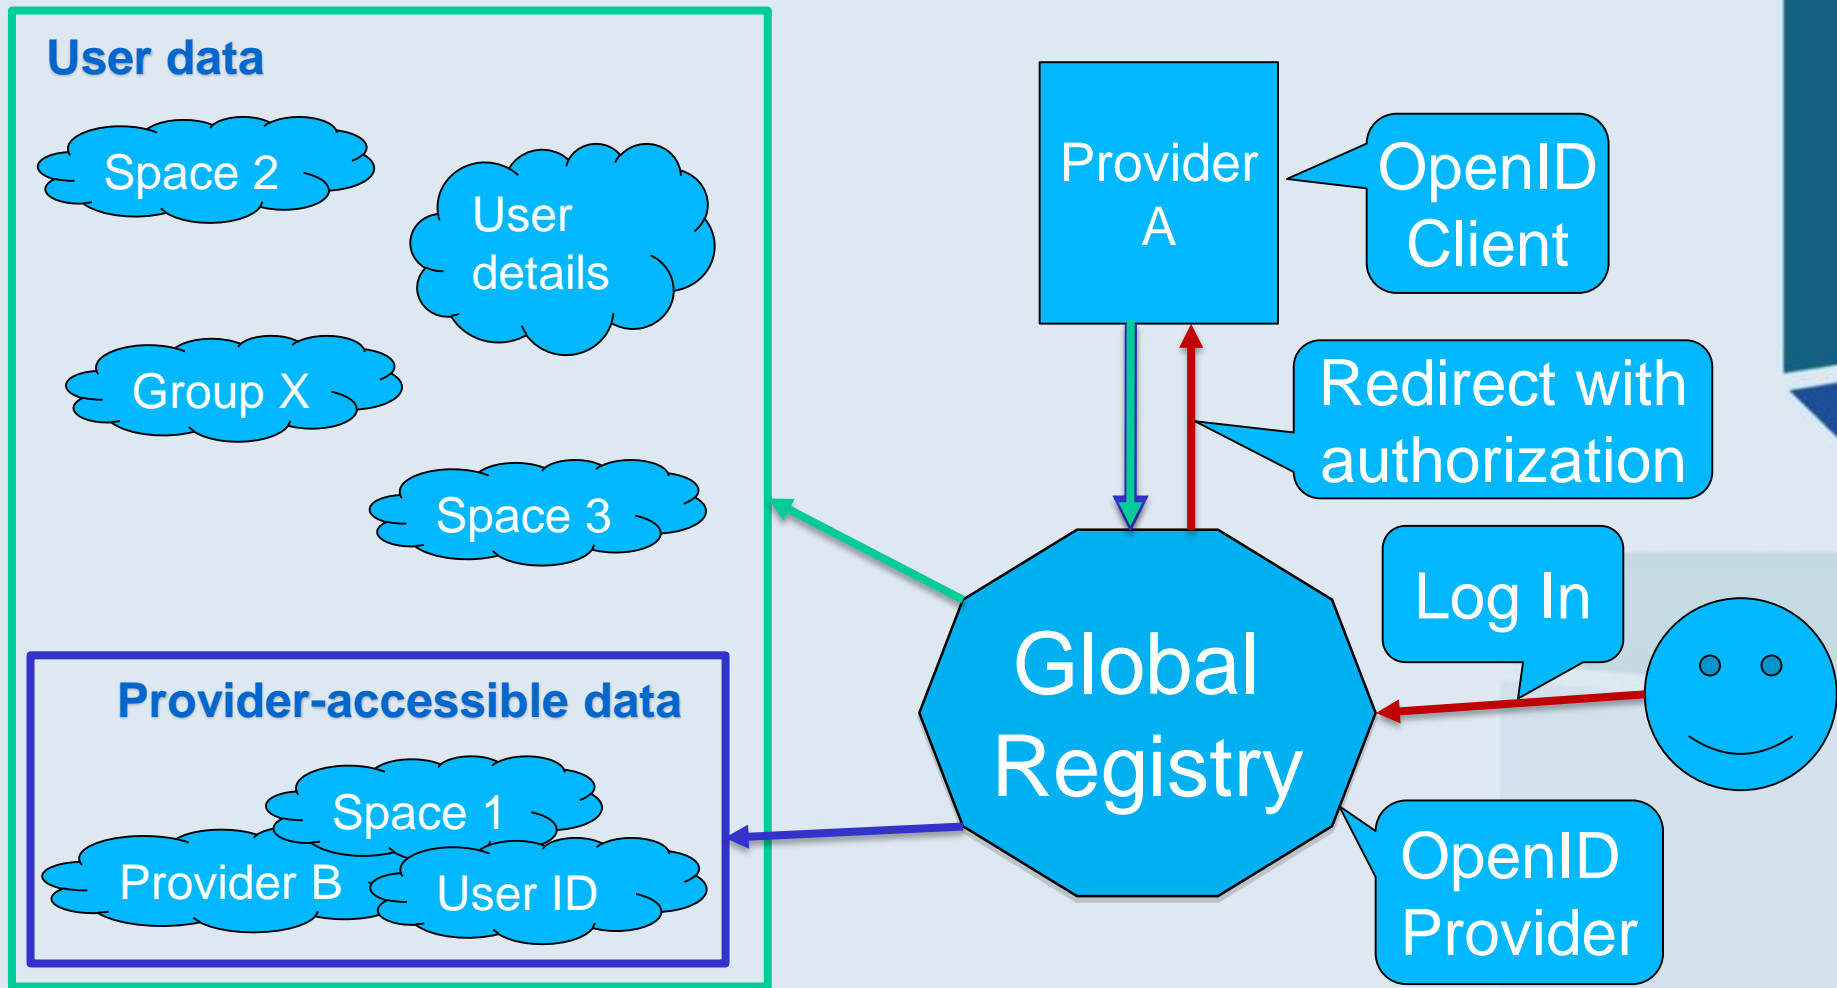 User data
Space 2
User
details
Group X
Space 3
Provider-accessible data
Space 1
Provider B
User ID
Provider
A
OpenID
Client
Redirect with
authorization
Log In
Global
Registry
OpenID
Provider